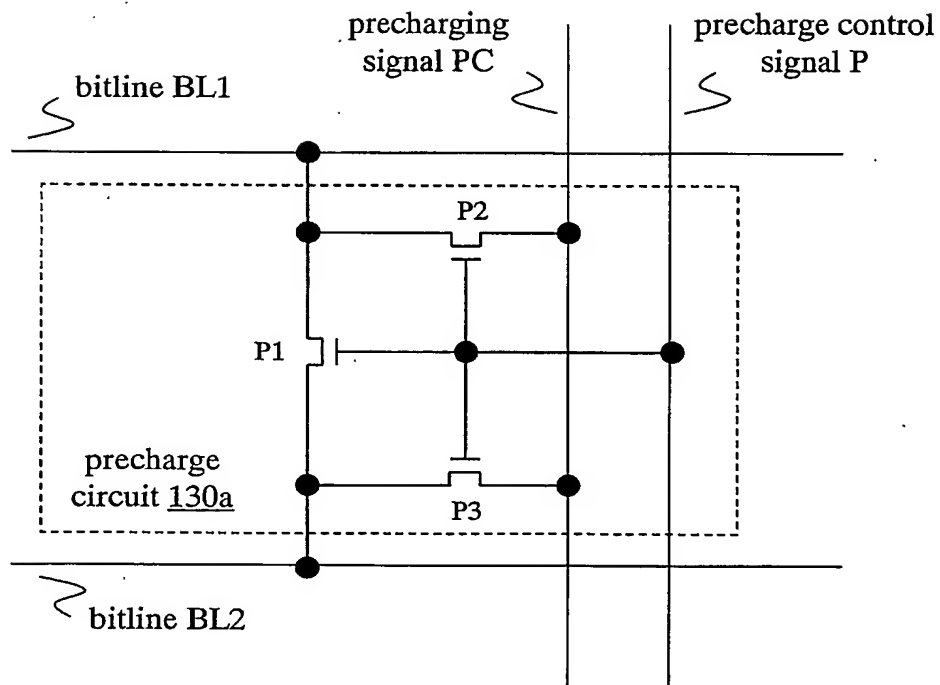 precharging
signal PC
precharge control
signal P
bitline BL1
P2
P1
precharge
circuit 130a
P3
bitline BL2